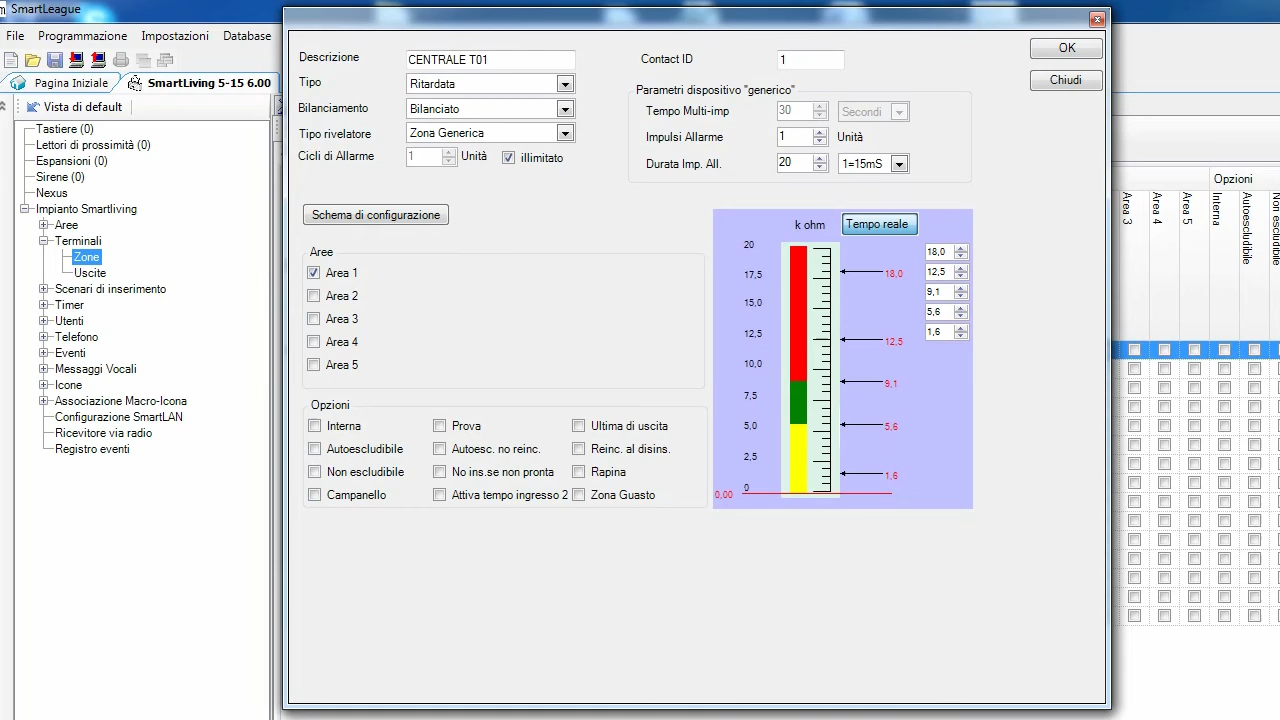 SmartLeague
File Programmazione Impostazioni Database
Pagina Iniziale SmartLiving 5-15 6.00
Vista di default
Tastiere (0)
Lettori di prossimità (0)
Espansioni (0)
Sirene (0)
Nexus
Impianto Smartliving
Aree
Terminali
Zone
Uscite
Scenari di inserimento
Timer
Utenti
Telefono
Eventi
Messaggi Vocali
Icone
Associazione Macro-Icona
Configurazione SmartLAN
Ricevitore via radio
Registro eventi
Descrizione CENTRALE T01
Tipo Ritardata
Bilanciamento Bilanciato
Tipo rivelatore Zona Generica
Cicli di Allarme 1 Unità illimitato
Contact ID 1
Parametri dispositivo "generico"
Tempo Multi-imp 30 Secondi
Impulsi Allarme 1 Unità
Durata Imp. All. 20 1=15mS
OK
Chiudi
Schema di configurazione
Aree
Area 1
Area 2
Area 3
Area 4
Area 5
Opzioni
Interna Prova Ultima di uscita
Autoescludibile Autoesc. no reinc. Reinc. al disins.
Non escludibile No ins.se non pronta Rapina
Campanello Attiva tempo ingresso 2 Zona Guasto
k ohm Tempo reale
20
17,5
15,0
12,5
10,0
7,5
5,0
2,5
0
0,00
18,0
12,5
9,1
5,6
1,6
18,0
12,5
9,1
5,6
1,6
Opzioni
Area 3
Area 4
Area 5
Interna
Autoescludibile
Non escludibile